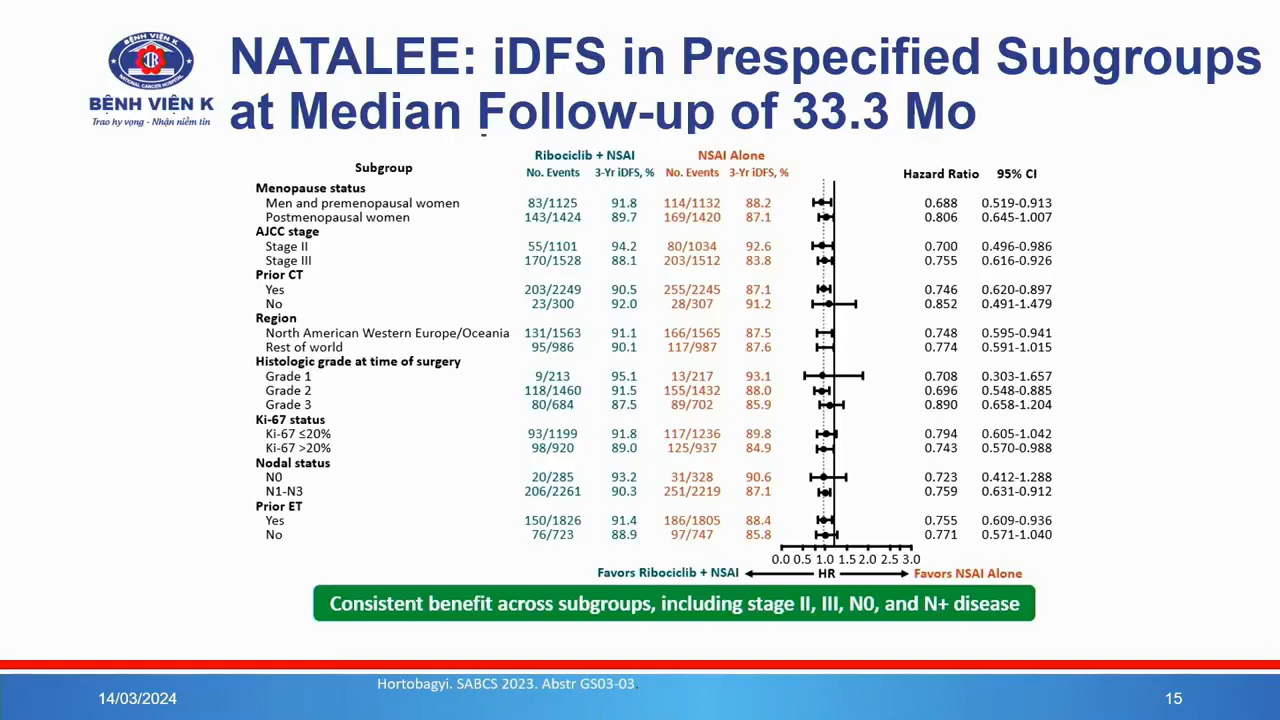 NATIONAL CANCER HOSPITAL
BỆNH VIỆN K
Trao hy vọng - Nhận niềm tin
NATALEE: iDFS in Prespecified Subgroups
at Median Follow-up of 33.3 Mo
Ribociclib + NSAI NSAI Alone
Subgroup No. Events 3-Yr iDFS, % No. Events 3-Yr iDFS, % Hazard Ratio 95% CI
Menopause status
Men and premenopausal women 83/1125 91.8 114/1132 88.2 0.688 0.519-0.913
Postmenopausal women 143/1424 89.7 169/1420 87.1 0.806 0.645-1.007
AJCC stage
Stage II 55/1101 94.2 80/1034 92.6 0.700 0.496-0.986
Stage III 170/1528 88.1 203/1512 83.8 0.755 0.616-0.926
Prior CT
Yes 203/2249 90.5 255/2245 87.1 0.746 0.620-0.897
No 23/300 92.0 28/307 91.2 0.852 0.491-1.479
Region
North American Western Europe/Oceania 131/1563 91.1 166/1565 87.5 0.748 0.595-0.941
Rest of world 95/986 90.1 117/987 87.6 0.774 0.591-1.015
Histologic grade at time of surgery
Grade 1 9/213 95.1 13/217 93.1 0.708 0.303-1.657
Grade 2 118/1460 91.5 155/1432 88.0 0.696 0.548-0.885
Grade 3 80/684 87.5 89/702 85.9 0.890 0.658-1.204
Ki-67 status
Ki-67 ≤20% 93/1199 91.8 117/1236 89.8 0.794 0.605-1.042
Ki-67 >20% 98/920 89.0 125/937 84.9 0.743 0.570-0.988
Nodal status
N0 20/285 93.2 31/328 90.6 0.723 0.412-1.288
N1-N3 206/2261 90.3 251/2219 87.1 0.759 0.631-0.912
Prior ET
Yes 150/1826 91.4 186/1805 88.4 0.755 0.609-0.936
No 76/723 88.9 97/747 85.8 0.771 0.571-1.040
0.0 0.5 1.0 1.5 2.0 2.5 3.0
Favors Ribociclib + NSAI HR Favors NSAI Alone
Consistent benefit across subgroups, including stage II, III, N0, and N+ disease
Hortobagyi. SABCS 2023. Abstr GS03-03.
14/03/2024 15